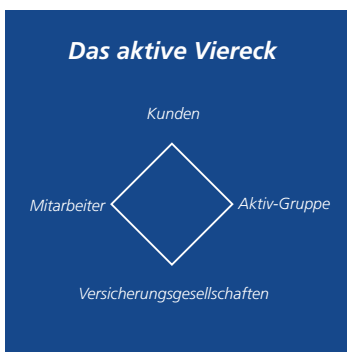 Das aktive Viereck
Kunden
Mitarbeiter
Aktiv-Gruppe
Versicherungsgesellschaften